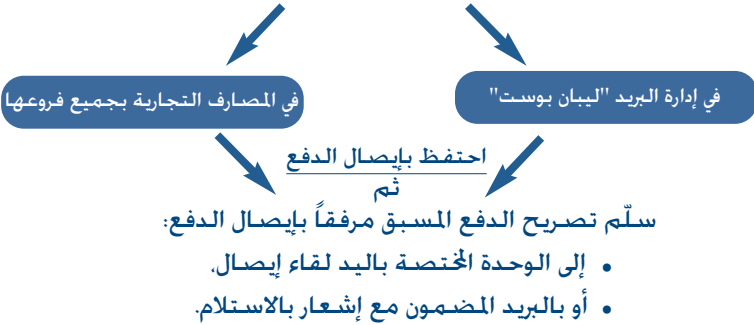 في إدارة البريد "ليبان بوست"
في المصارف التجارية بجميع فروعها
احتفظ بإيصال الدفع
ثم
سلّم تصريح الدفع المسبق مرفقاً بإيصال الدفع:
• إلى الوحدة المختصة باليد لقاء إيصال.
• أو بالبريد المضمون مع إشعار بالاستلام.